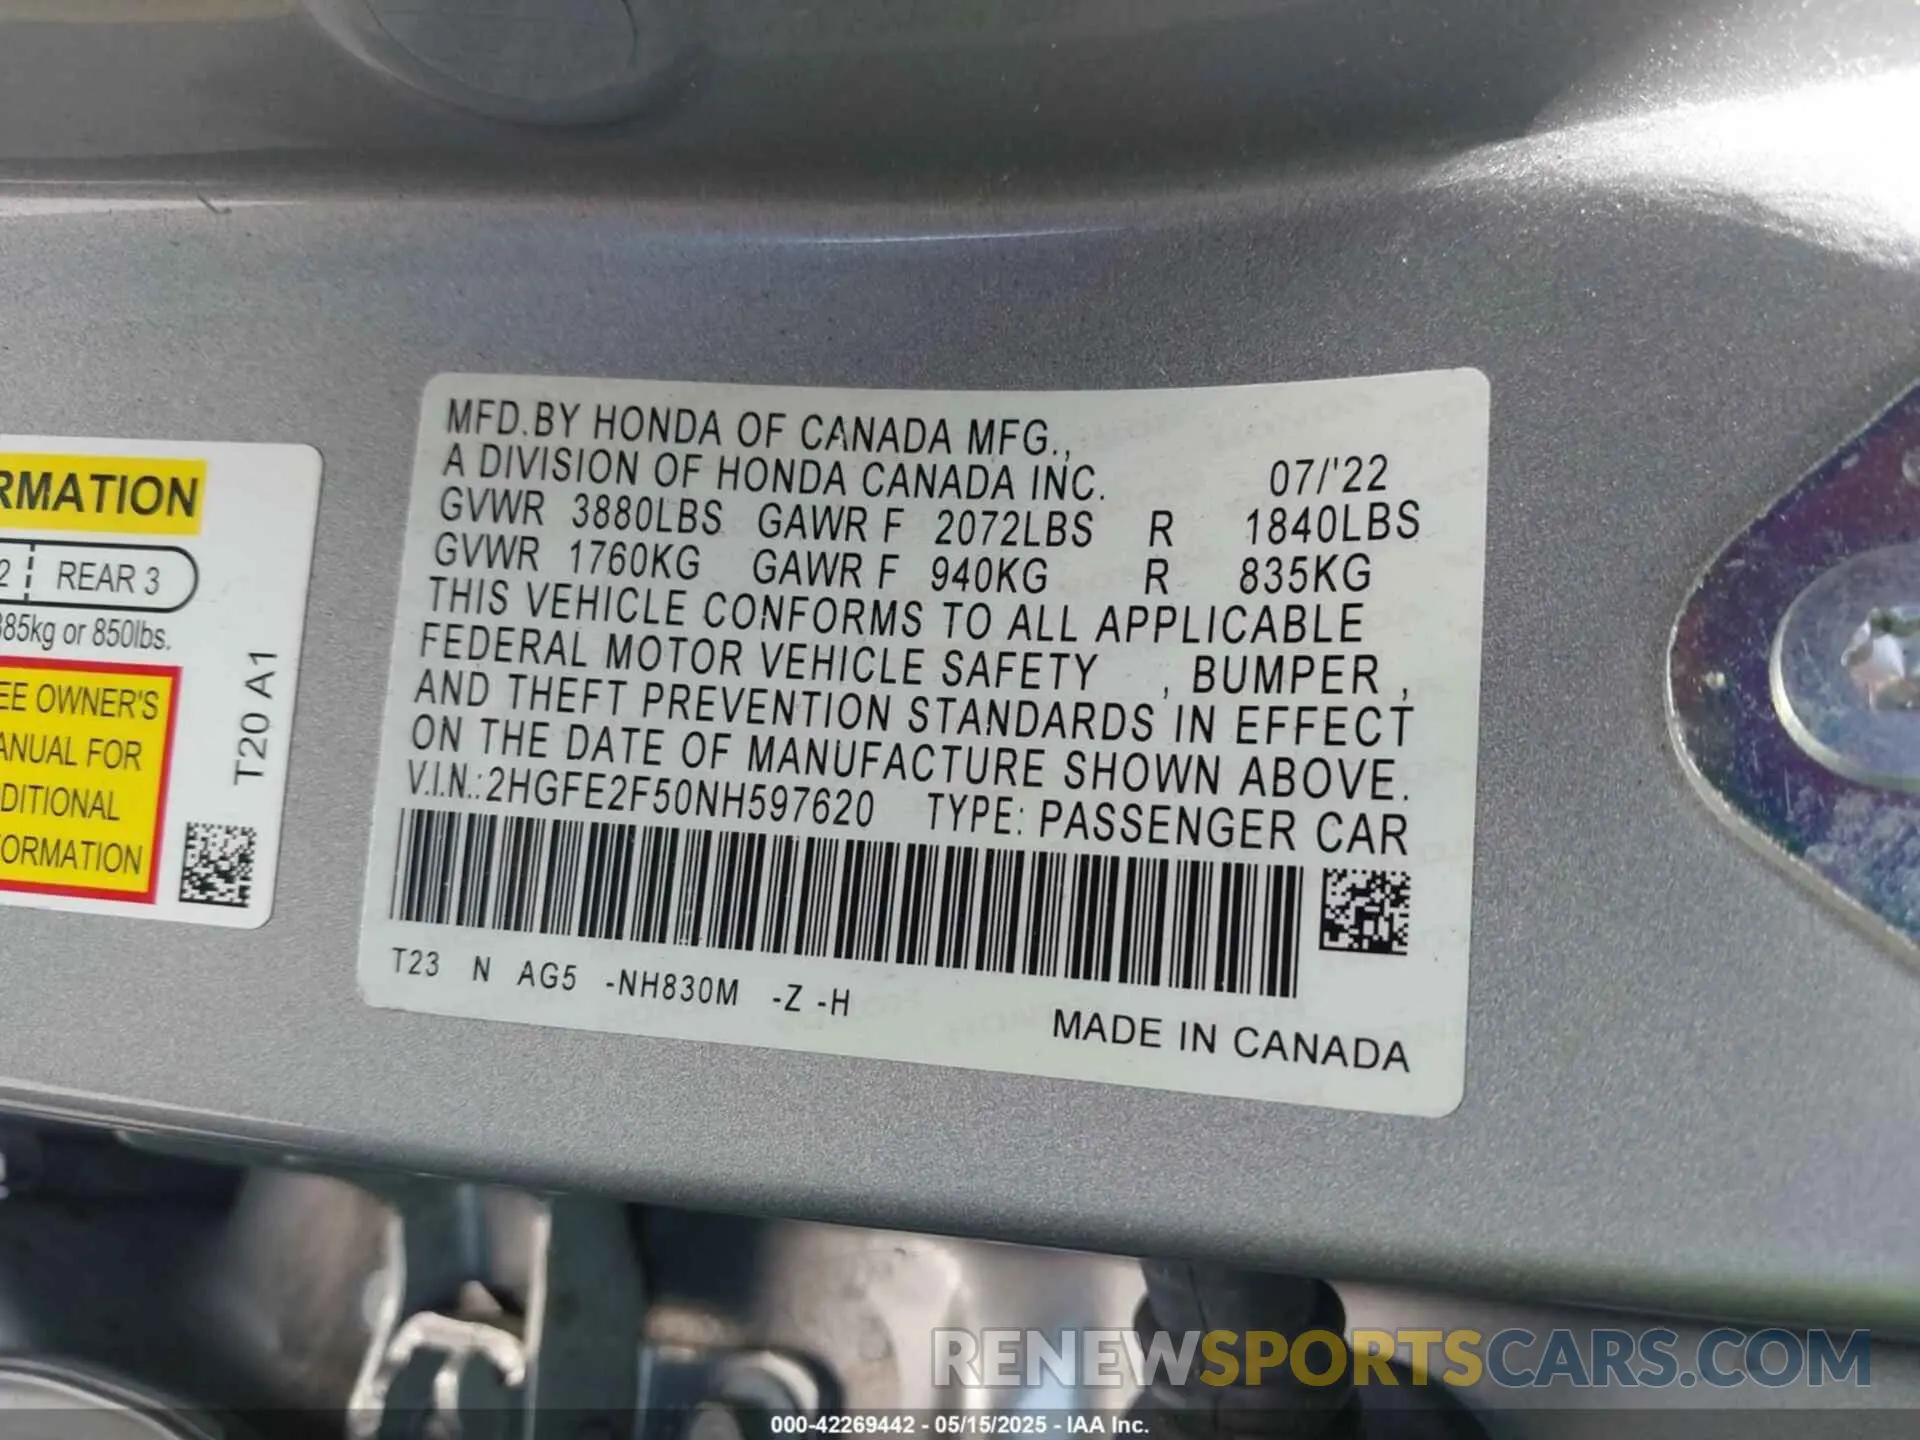 MFD.BY HONDA OF CANADA MFG.,
A DIVISION OF HONDA CANADA INC. 07/'22
GVWR 3880LBS GAWR F 2072LBS R 1840LBS
GVWR 1760KG GAWR F 940KG R 835KG
THIS VEHICLE CONFORMS TO ALL APPLICABLE
FEDERAL MOTOR VEHICLE SAFETY , BUMPER ,
AND THEFT PREVENTION STANDARDS IN EFFECT
ON THE DATE OF MANUFACTURE SHOWN ABOVE.
V.I.N.:2HGFE2F50NH597620 TYPE: PASSENGER CAR
T23 N AG5 -NH830M -Z -H
MADE IN CANADA
RMATION
2 REAR 3
385kg or 850lbs.
EE OWNER'S
ANUAL FOR
DITIONAL
FORMATION
T20 A1
RENEWSPORTSCARS.COM
000-42269442 - 05/15/2025 - IAA Inc.